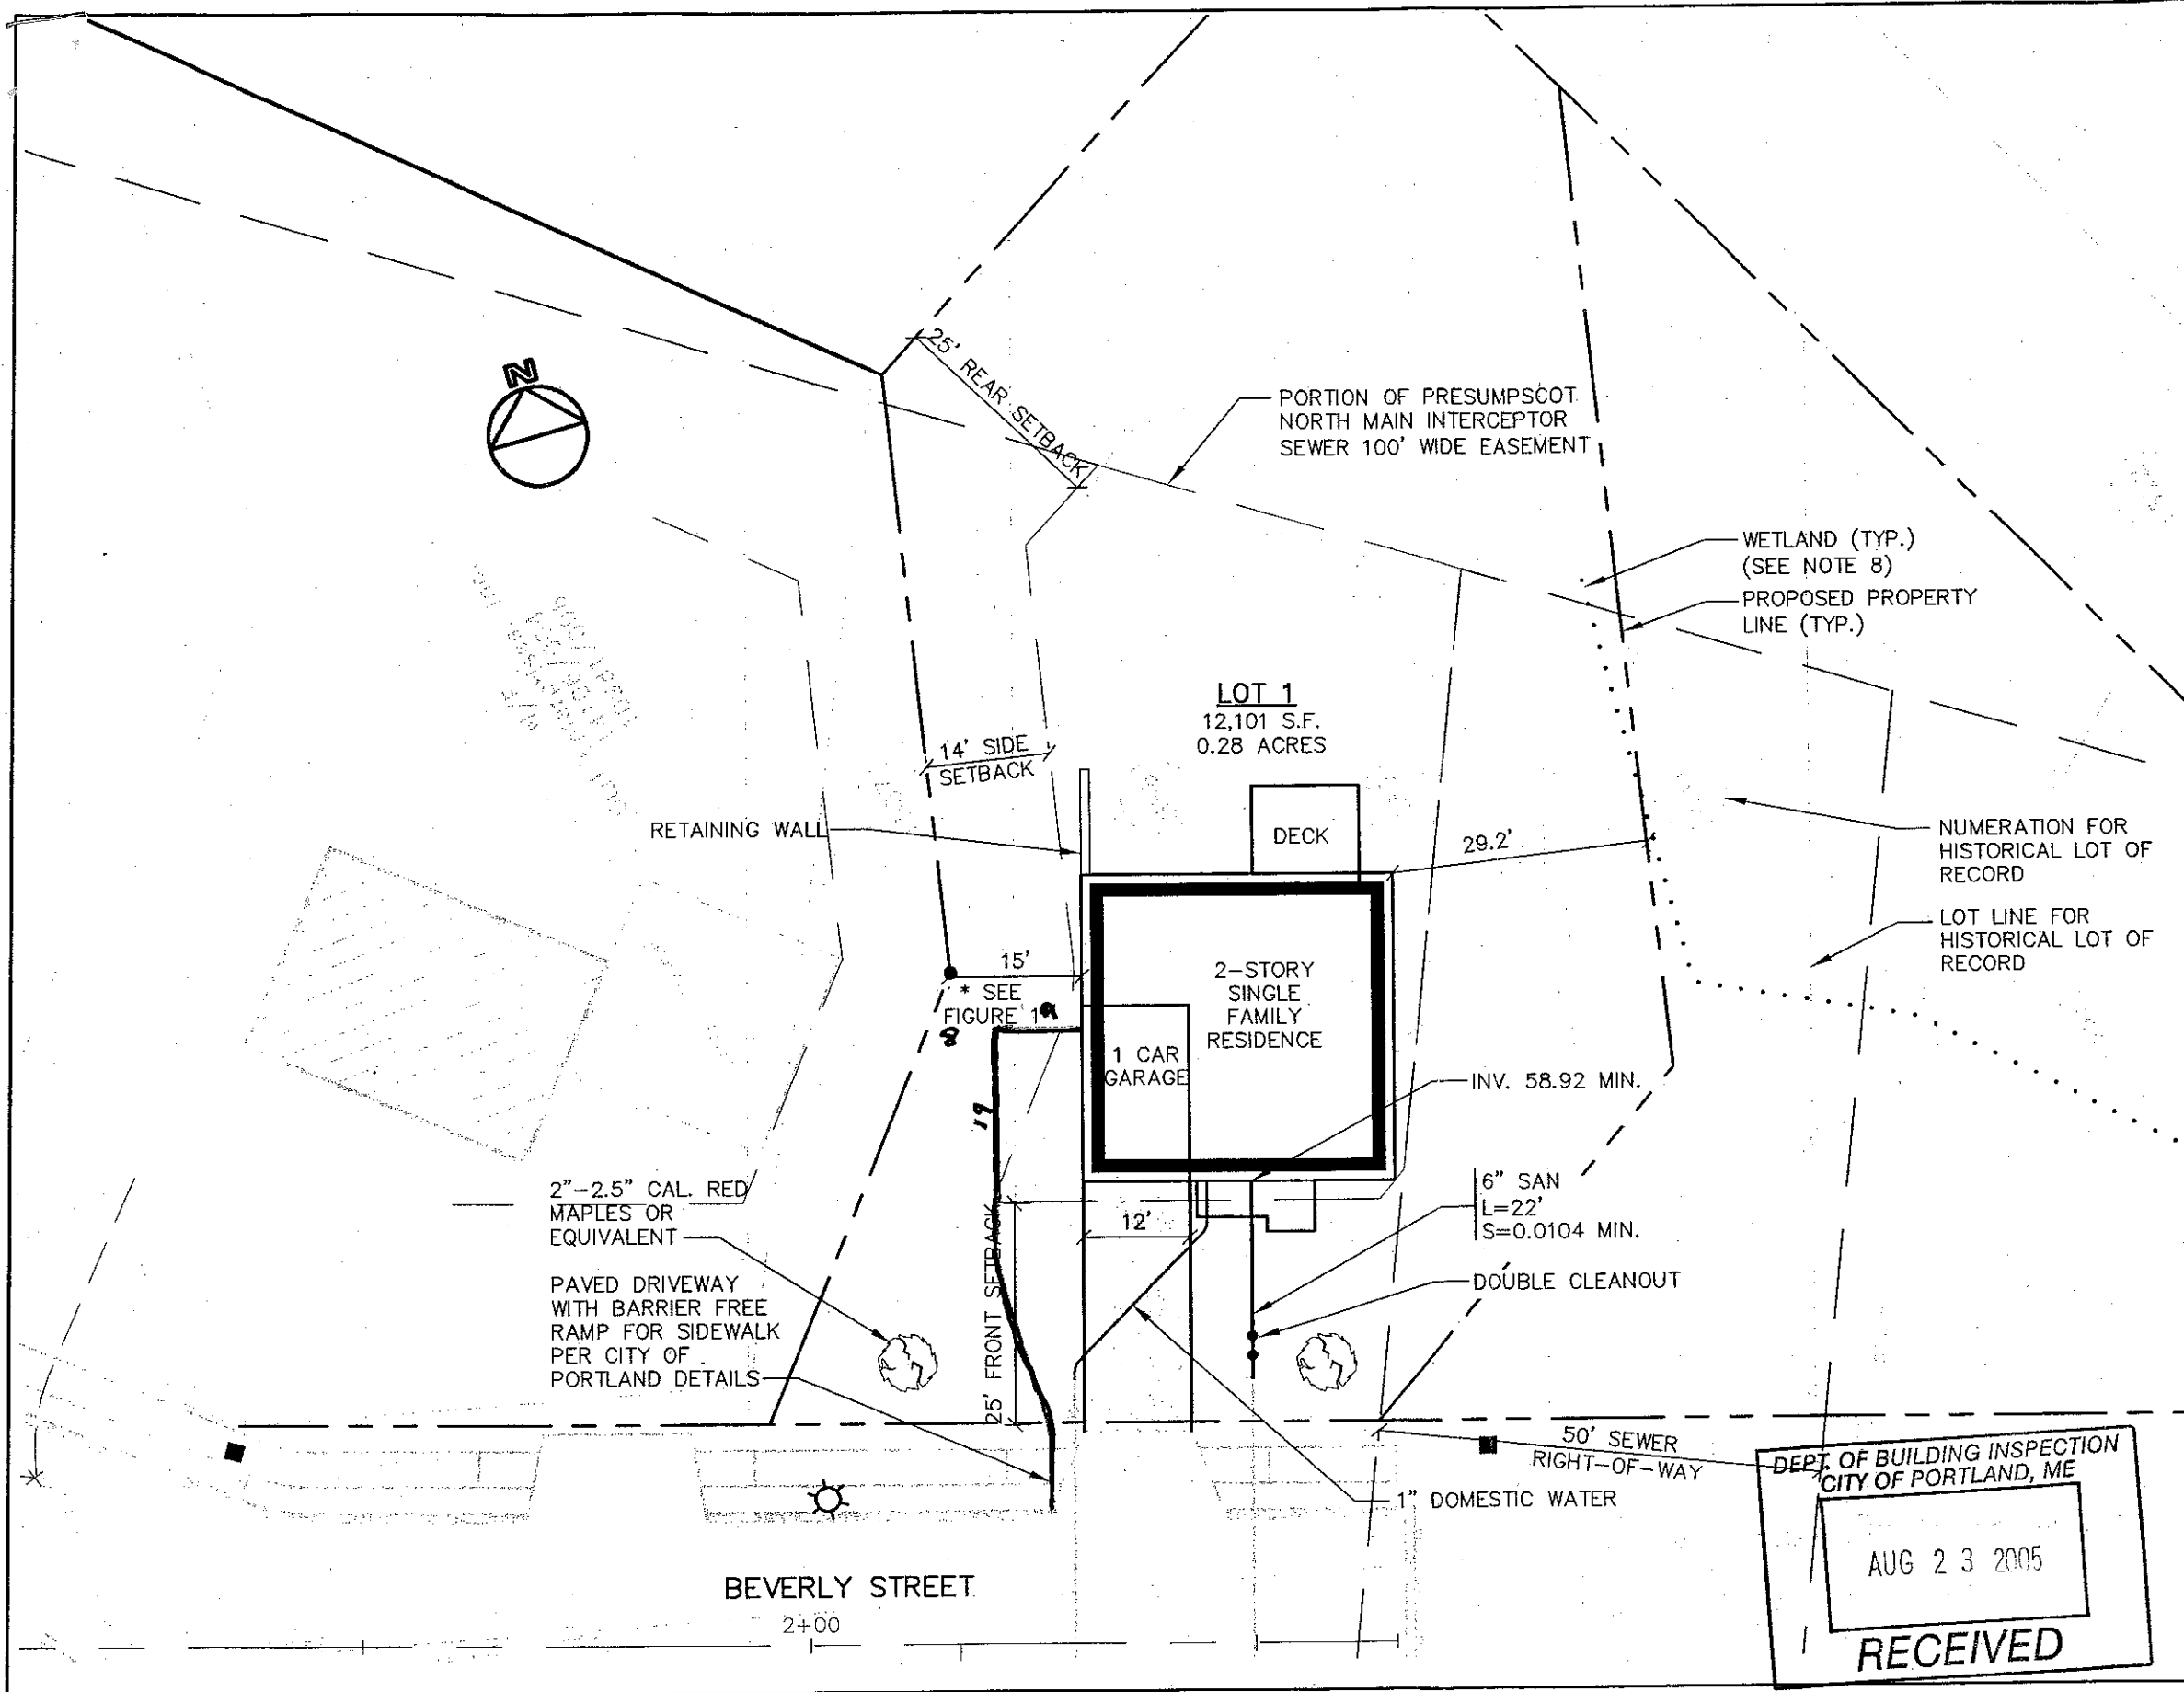 N
25' REAR SETBACK
PORTION OF PRESUMPSCOT
NORTH MAIN INTERCEPTOR
SEWER 100' WIDE EASEMENT
WETLAND (TYP.)
(SEE NOTE 8)
PROPOSED PROPERTY
LINE (TYP.)
LOT 1
12,101 S.F.
0.28 ACRES
14' SIDE
SETBACK
RETAINING WALL
DECK
29.2'
NUMERATION FOR
HISTORICAL LOT OF
RECORD
LOT LINE FOR
HISTORICAL LOT OF
RECORD
15'
* SEE
FIGURE 1
9
8
2-STORY
SINGLE
FAMILY
RESIDENCE
1 CAR
GARAGE
19
INV. 58.92 MIN.
6" SAN
L=22'
S=0.0104 MIN.
2"-2.5" CAL. RED
MAPLES OR
EQUIVALENT
12'
25' FRONT SETBACK
DOUBLE CLEANOUT
PAVED DRIVEWAY
WITH BARRIER FREE
RAMP FOR SIDEWALK
PER CITY OF
PORTLAND DETAILS
50' SEWER
RIGHT-OF-WAY
1" DOMESTIC WATER
DEPT. OF BUILDING INSPECTION
CITY OF PORTLAND, ME
AUG 2 3 2005
RECEIVED
BEVERLY STREET
2+00